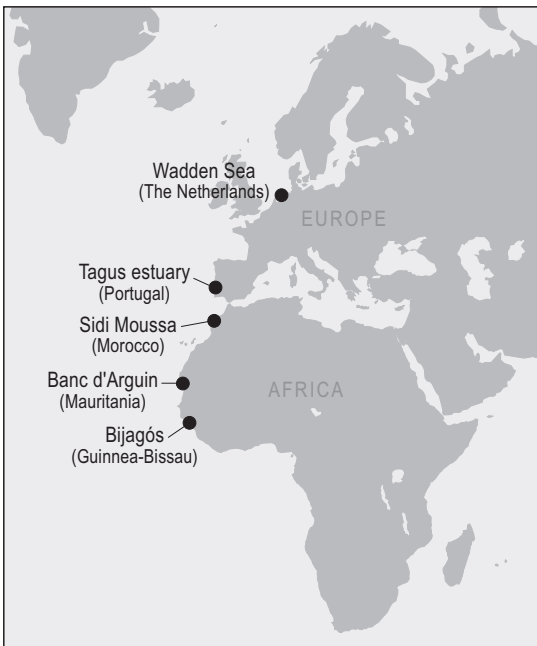 Wadden Sea
(The Netherlands)
EUROPE
Tagus estuary
(Portugal)
Sidi Moussa
(Morocco)
Banc d'Arguin
(Mauritania)
AFRICA
Bijagós
(Guinnea-Bissau)